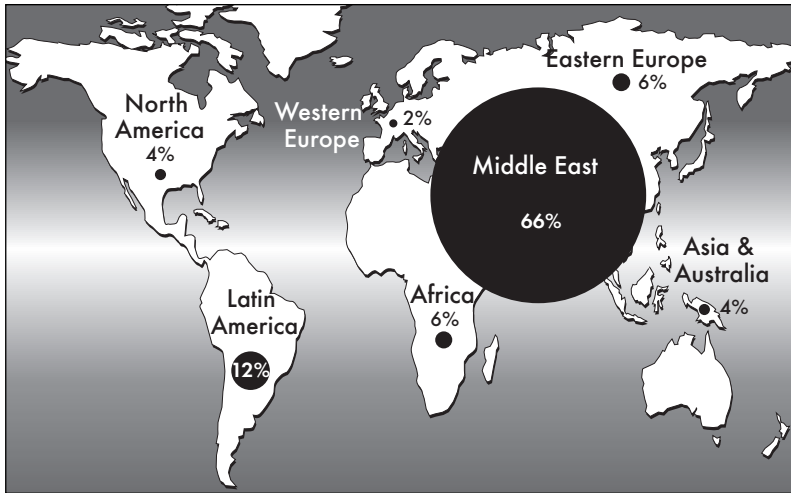 North
America
4%
Western
Europe
2%
Eastern Europe
6%
Middle East
66%
Asia &
Australia
4%
Africa
6%
Latin
America
12%